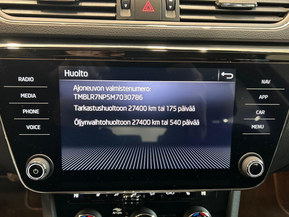 Huolto
RADIO
MEDIA
PHONE
VOICE
Ajoneuvon valmistenumero:
TMBLR7NP5M7030786
Tarkastushuoltoon 27400 km tai 175 päivää
Öljynvaihtohuoltoon 27400 km tai 540 päivää
NAV
APP
CAR
MENU